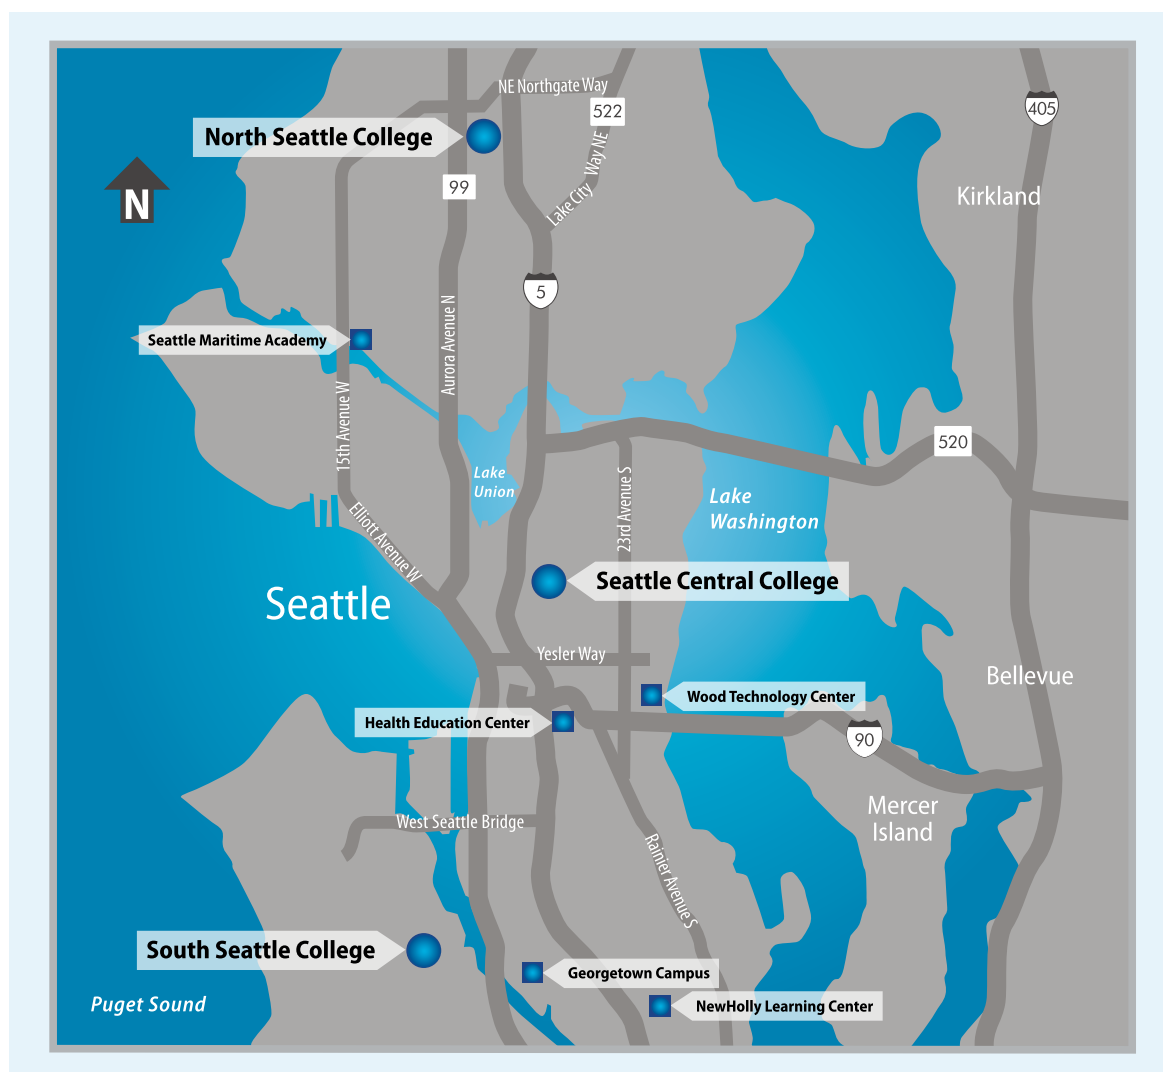 NE Northgate Way
522
405
North Seattle College
Lake City Way NE
99
N
Kirkland
5
Aurora Avenue N
Seattle Maritime Academy
15th Avenue W
520
Lake
Union
23rd Avenue S
Lake
Washington
Elliott Avenue W
Seattle Central College
Seattle
Yesler Way
Bellevue
Wood Technology Center
Health Education Center
90
Mercer
Island
West Seattle Bridge
Rainier Avenue S
South Seattle College
Georgetown Campus
Puget Sound
NewHolly Learning Center